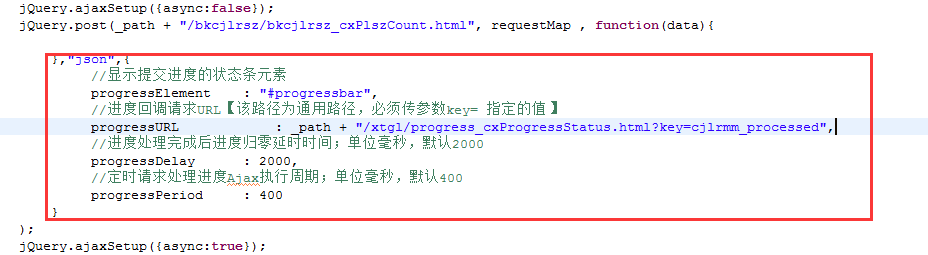 jQuery.ajaxSetup({async:false});
jQuery.post(_path + "/bkcjlrsz/bkcjlrsz_cxPlszCount.html", requestMap , function(data){
},"json",{
//显示提交进度的状态条元素
progressElement : "#progressbar",
//进度回调请求URL【该路径为通用路径，必须传参数key= 指定的值 】
progressURL : _path + "/xtgl/progress_cxProgressStatus.html?key=cjlrmm_processed",
//进度处理完成后进度归零延时时间；单位毫秒，默认2000
progressDelay : 2000,
//定时请求处理进度Ajax执行周期；单位毫秒，默认400
progressPeriod : 400
}
);
jQuery.ajaxSetup({async:true});